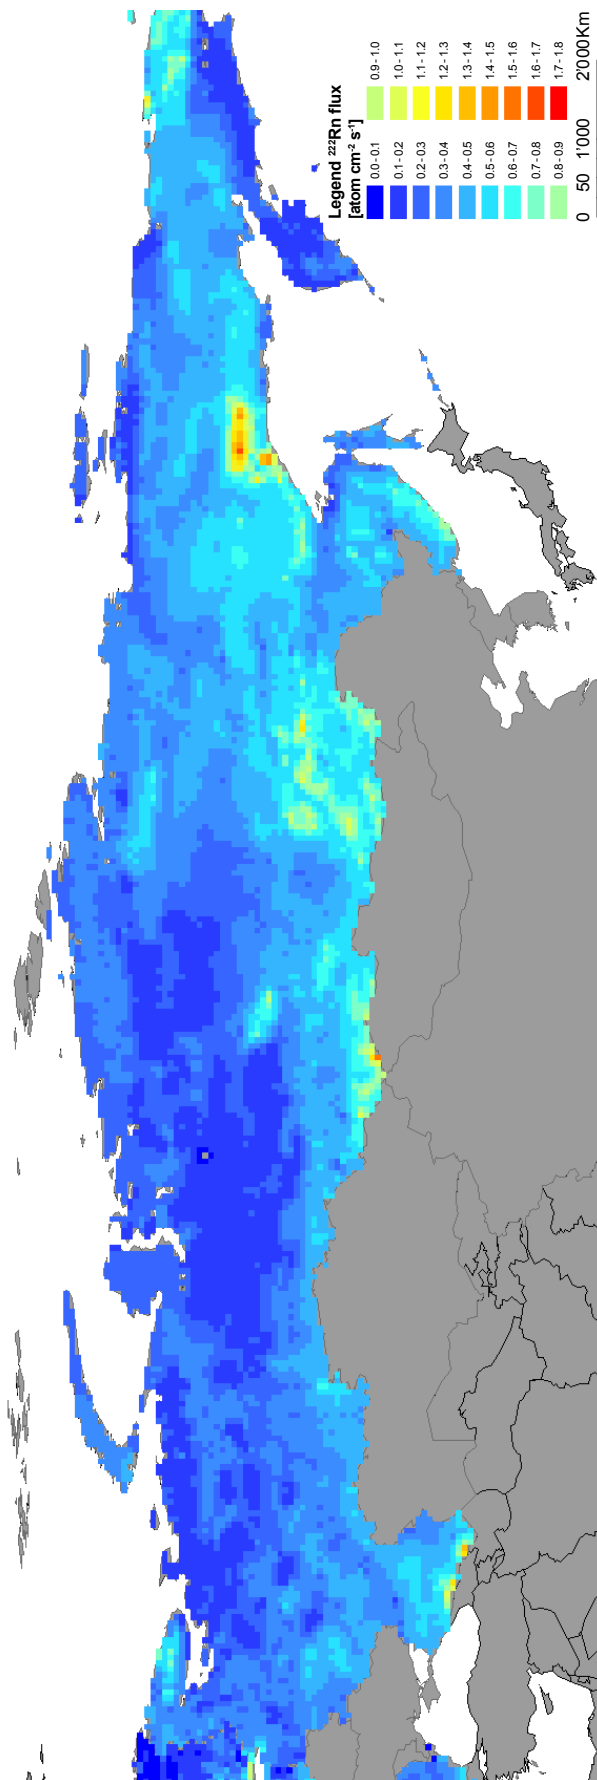 Legend ²²²Rn flux
[atom cm⁻² s⁻¹]
0.0 - 0.1
0.1 - 0.2
0.2 - 0.3
0.3 - 0.4
0.4 - 0.5
0.5 - 0.6
0.6 - 0.7
0.7 - 0.8
0.8 - 0.9
0.9 - 1.0
1.0 - 1.1
1.1 - 1.2
1.2 - 1.3
1.3 - 1.4
1.4 - 1.5
1.5 - 1.6
1.6 - 1.7
1.7 - 1.8
0 50 1'000 2'000Km